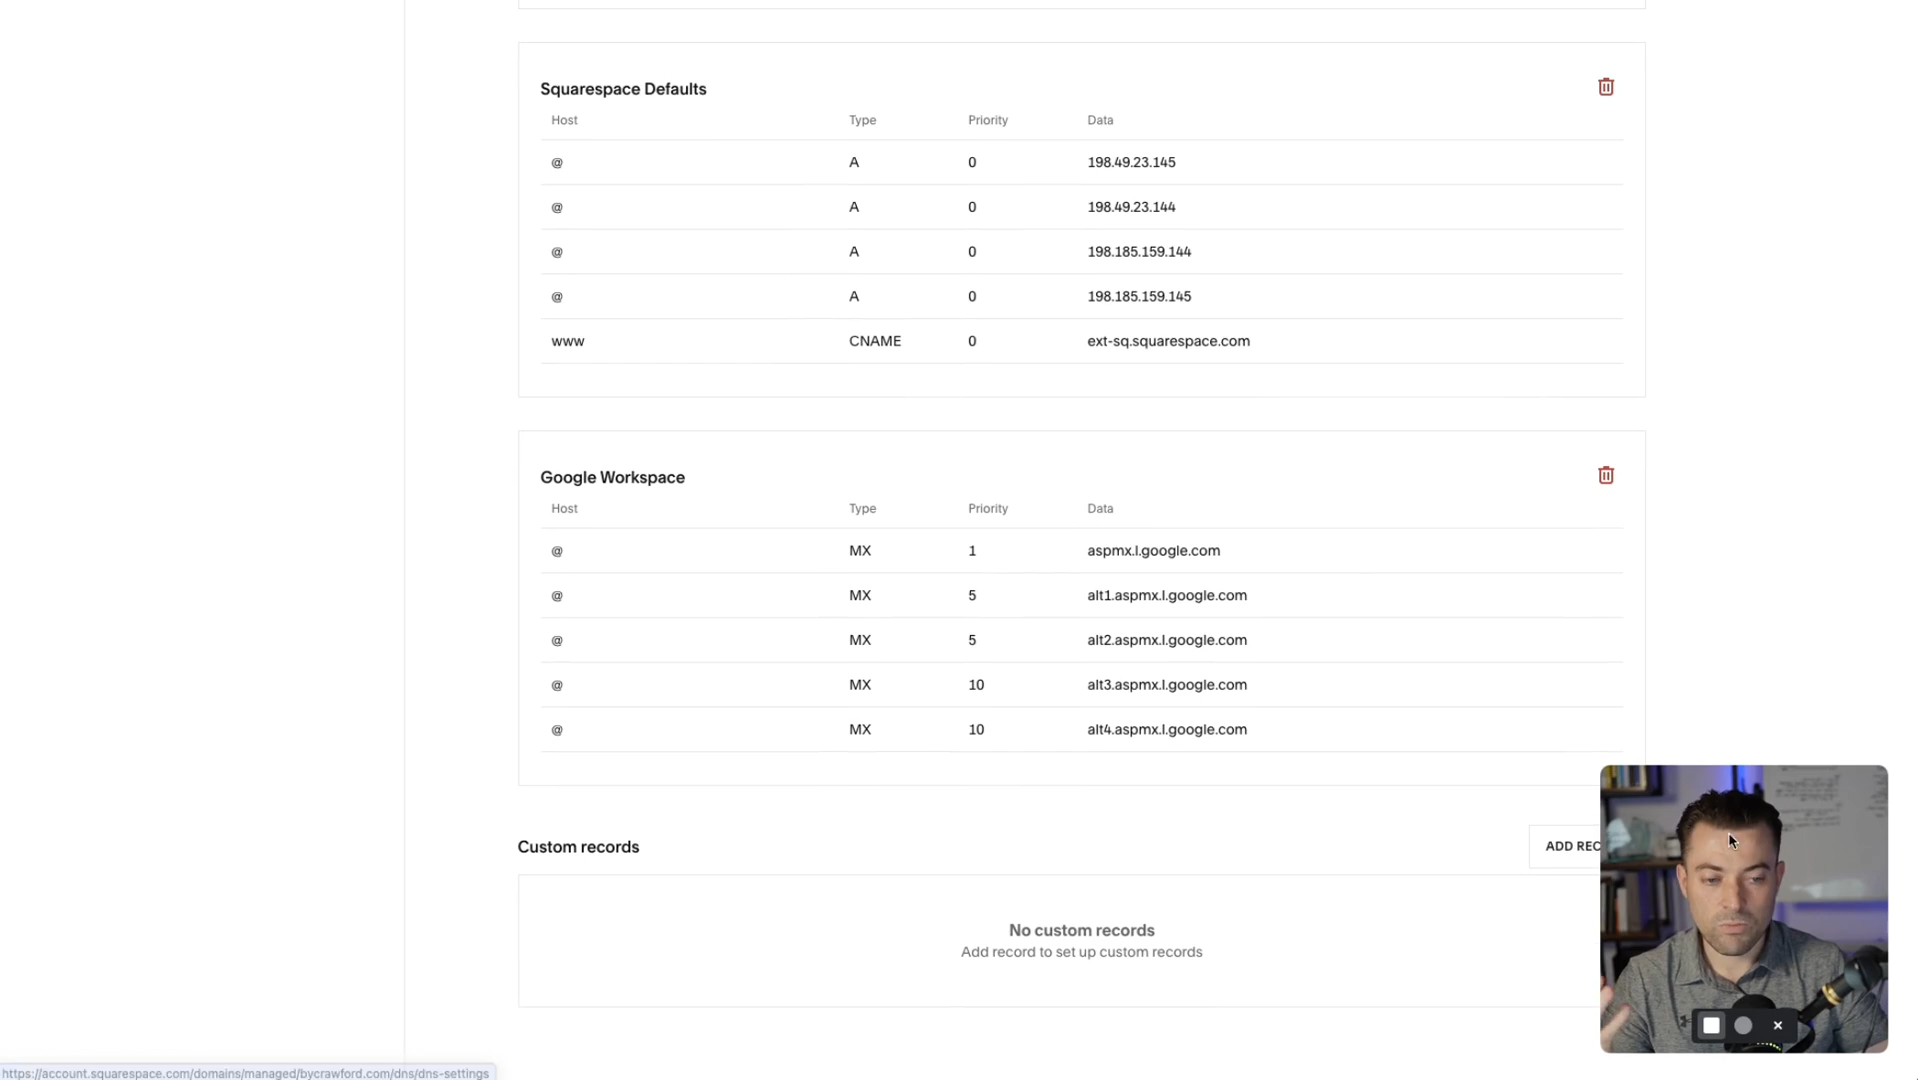 Squarespace Defaults
Host Type Priority Data
@ A 0 198.49.23.145
@ A 0 198.49.23.144
@ A 0 198.185.159.144
@ A 0 198.185.159.145
www CNAME 0 ext-sq.squarespace.com
Google Workspace
Host Type Priority Data
@ MX 1 aspmx.l.google.com
@ MX 5 alt1.aspmx.l.google.com
@ MX 5 alt2.aspmx.l.google.com
@ MX 10 alt3.aspmx.l.google.com
@ MX 10 alt4.aspmx.l.google.com
Custom records
ADD REC
No custom records
Add record to set up custom records
https://account.squarespace.com/domains/managed/bycrawford.com/dns/dns-settings